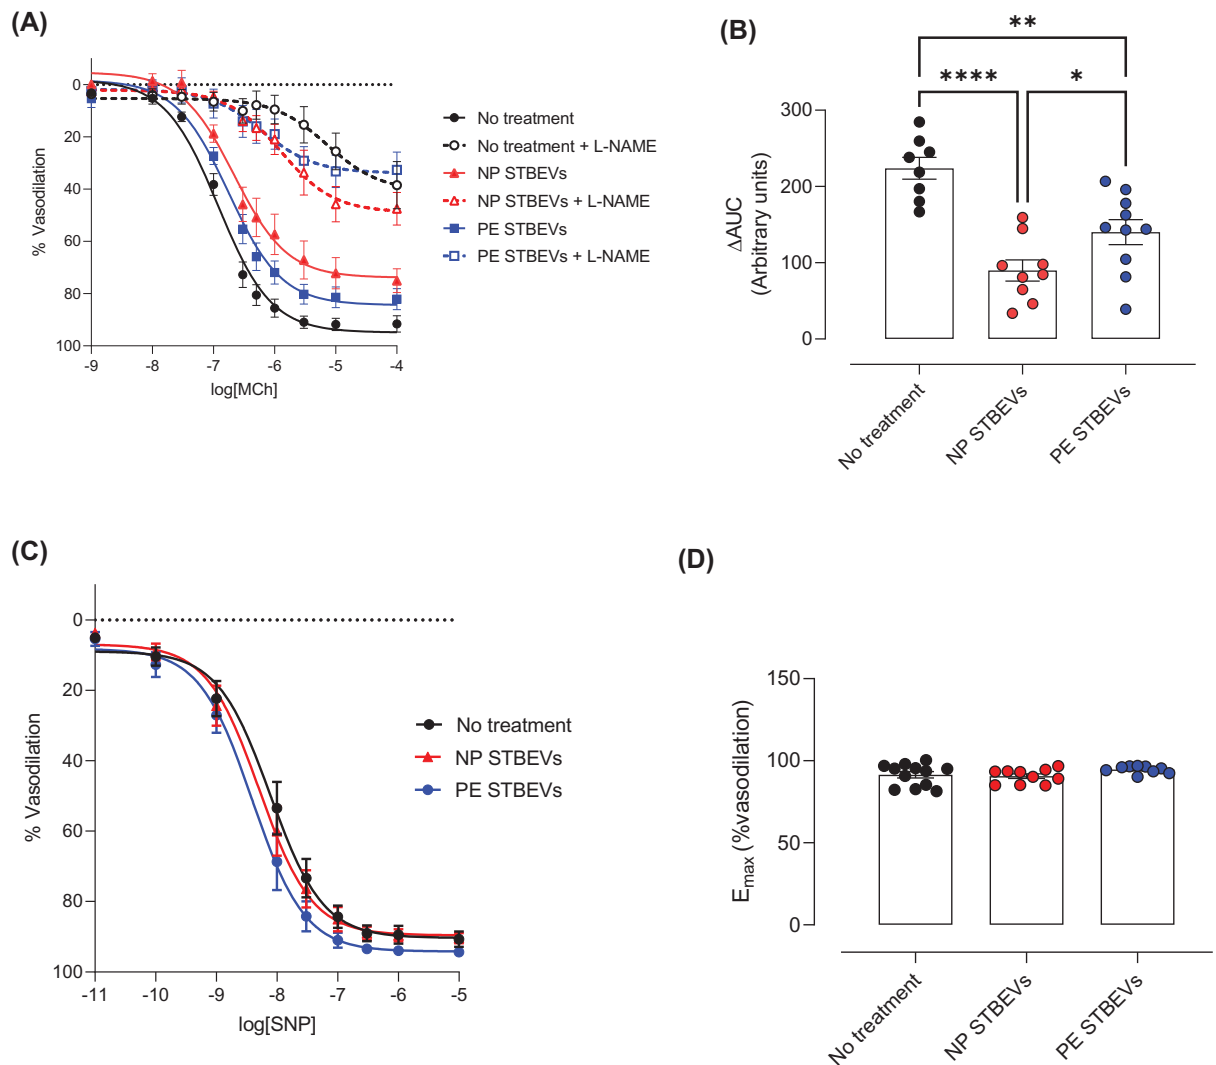 (A)
0
20
40
60
80
100
% Vasodilation
-9
-8
-7
-6
-5
-4
log[MCh]
No treatment
No treatment + L-NAME
NP STBEVs
NP STBEVs + L-NAME
PE STBEVs
PE STBEVs + L-NAME
(B)
**
****
*
300
200
100
0
ΔAUC
(Arbitrary units)
No treatment
NP STBEVs
PE STBEVs
(C)
0
20
40
60
80
100
% Vasodilation
-11
-10
-9
-8
-7
-6
-5
log[SNP]
No treatment
NP STBEVs
PE STBEVs
(D)
150
100
50
0
Emax (%vasodilation)
No treatment
NP STBEVs
PE STBEVs